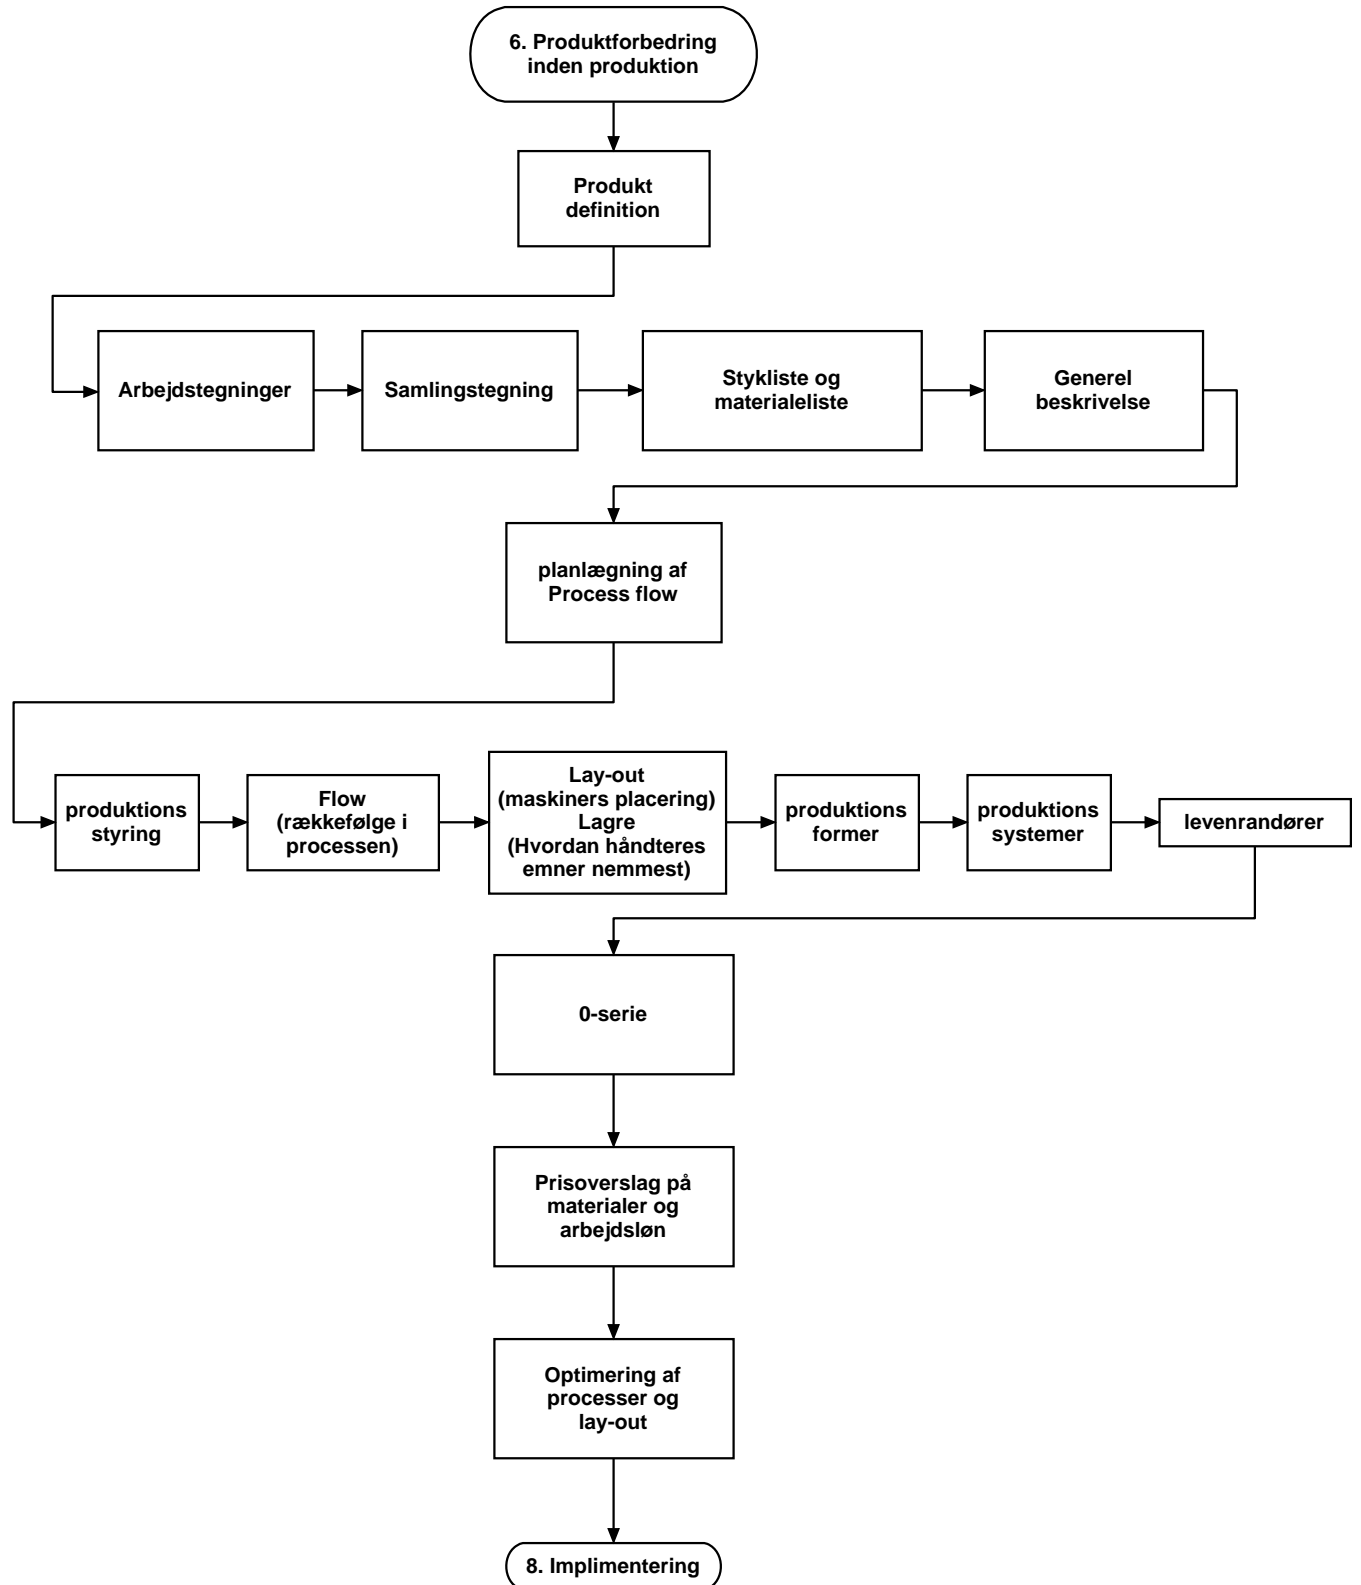 6. Produktforbedring
inden produktion
Produkt
definition
Arbejdstegninger
Samlingstegning
Stykliste og
materialeliste
Generel
beskrivelse
planlægning af
Process flow
produktions
styring
Flow
(rækkefølge i
processen)
Lay-out
(maskiners placering)
Lagre
(Hvordan håndteres
emner nemmest)
produktions
former
produktions
systemer
levenrandører
0-serie
Prisoverslag på
materialer og
arbejdsløn
Optimering af
processer og
lay-out
8. Implimentering